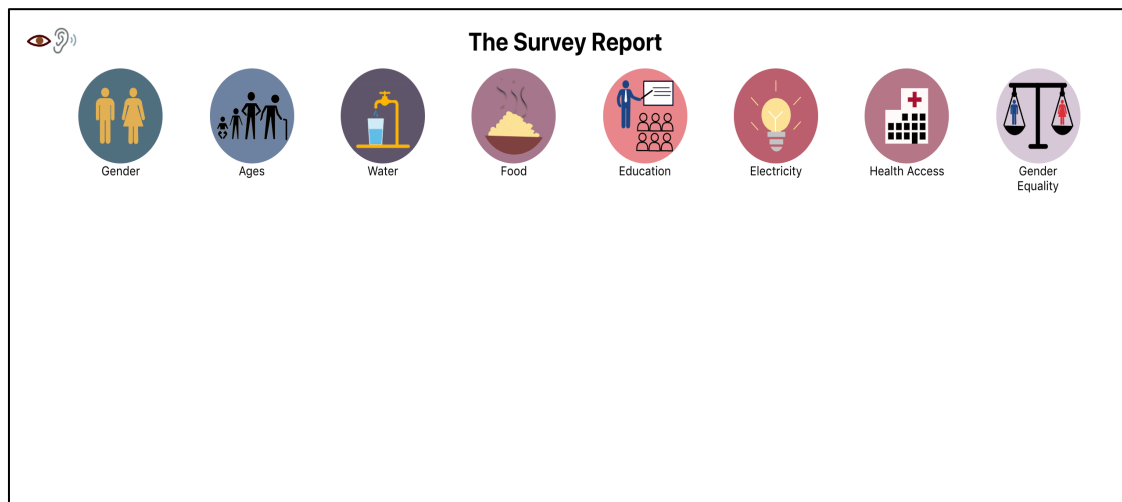 The Survey Report
Gender
Ages
Water
Food
Education
Electricity
Health Access
Gender
Equality